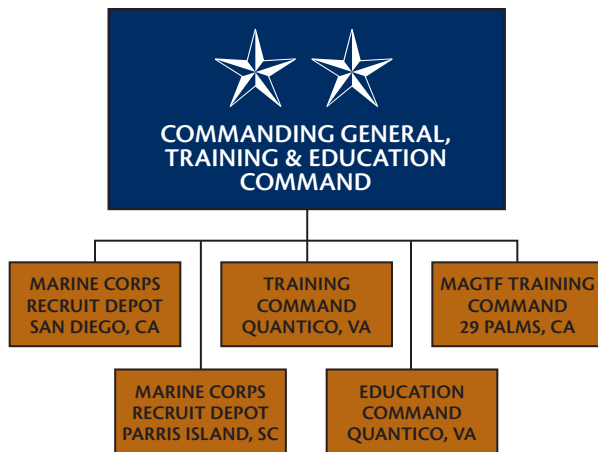 COMMANDING GENERAL,
TRAINING & EDUCATION
COMMAND
MARINE CORPS
RECRUIT DEPOT
SAN DIEGO, CA
TRAINING
COMMAND
QUANTICO, VA
MAGTF TRAINING
COMMAND
29 PALMS, CA
MARINE CORPS
RECRUIT DEPOT
PARRIS ISLAND, SC
EDUCATION
COMMAND
QUANTICO, VA